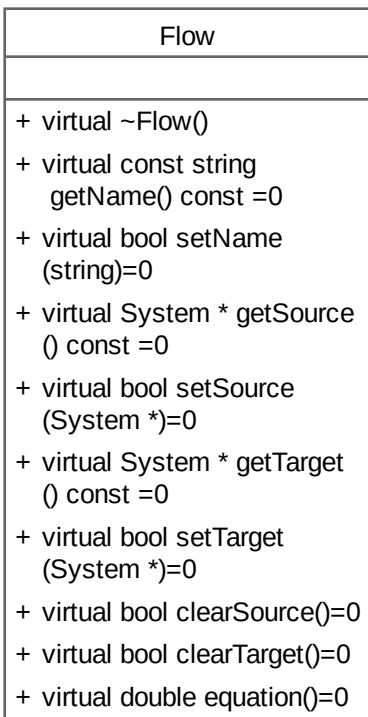 Flow
+ virtual ~Flow()
+ virtual const string
getName() const =0
+ virtual bool setName
(string)=0
+ virtual System * getSource
() const =0
+ virtual bool setSource
(System *)=0
+ virtual System * getTarget
() const =0
+ virtual bool setTarget
(System *)=0
+ virtual bool clearSource()=0
+ virtual bool clearTarget()=0
+ virtual double equation()=0